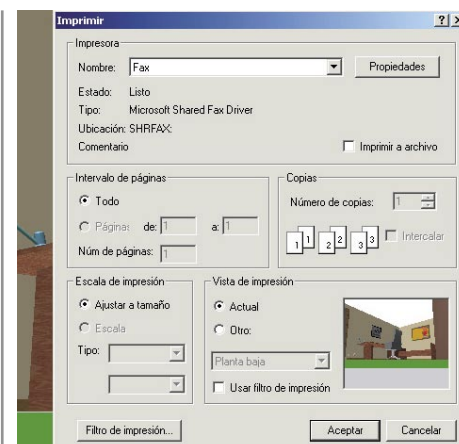 Imprimir
Impresora
Nombre: Fax Propiedades
Estado: Listo
Tipo: Microsoft Shared Fax Driver
Ubicación: SHRFAX:
Comentario Imprimir a archivo
Intervalo de páginas
Todo
Páginas de: 1 a: 1
Núm de páginas: 1
Copias
Número de copias: 1
1 1 2 2 3 3 Intercalar
Escala de impresión
Ajustar a tamaño
Escala
Tipo:
Vista de impresión
Actual
Otro:
Planta baja
Usar filtro de impresión
Filtro de impresión... Aceptar Cancelar